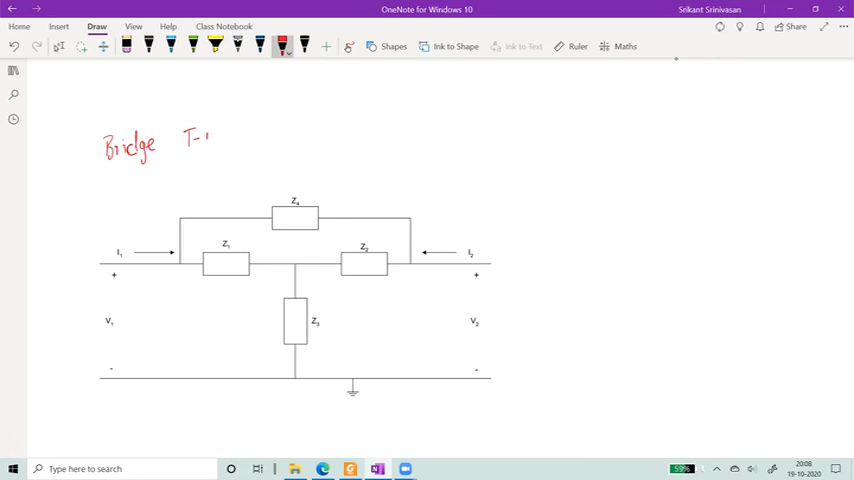 OneNote for Windows 10
Srikant Srinivasan
Home Insert Draw View Help Class Notebook
Share
Shapes Ink to Shape Ink to Text Ruler Maths
Bridge T-
Z4
I1 Z1 Z2 I2
+ +
V1 Z3 V2
- -
Type here to search
59%
20:08
19-10-2020